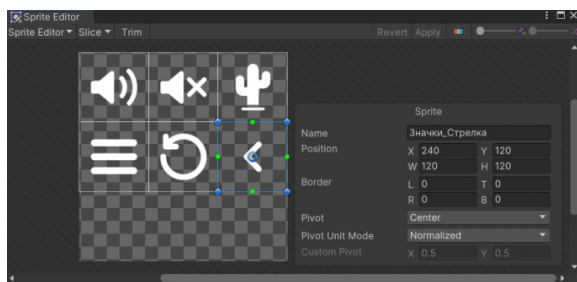 Sprite Editor
Sprite Editor Slice Trim Revert Apply
Sprite
Name Значки_Стрелка
Position X 240 Y 120
W 120 H 120
Border L 0 T 0
R 0 B 0
Pivot Center
Pivot Unit Mode Normalized
Custom Pivot X 0.5 Y 0.5